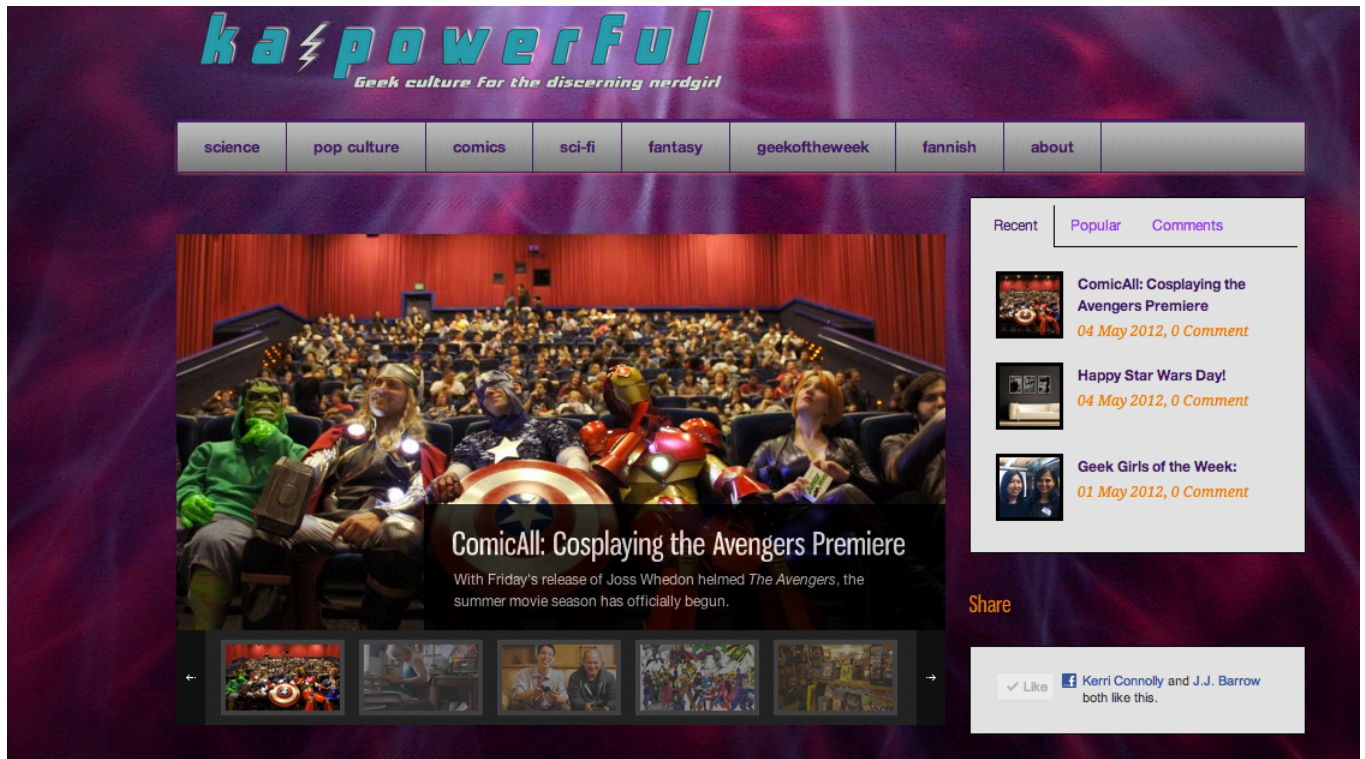 ka powerful
Geek culture for the discerning nerdgirl
science pop culture comics sci-fi fantasy geekoftheweek fannish about
Recent Popular Comments
ComicAll: Cosplaying the
Avengers Premiere
04 May 2012, 0 Comment
Happy Star Wars Day!
04 May 2012, 0 Comment
Geek Girls of the Week:
01 May 2012, 0 Comment
ComicAll: Cosplaying the Avengers Premiere
With Friday's release of Joss Whedon helmed The Avengers, the
summer movie season has officially begun.
Share
Like
Kerri Connolly and J.J. Barrow
both like this.